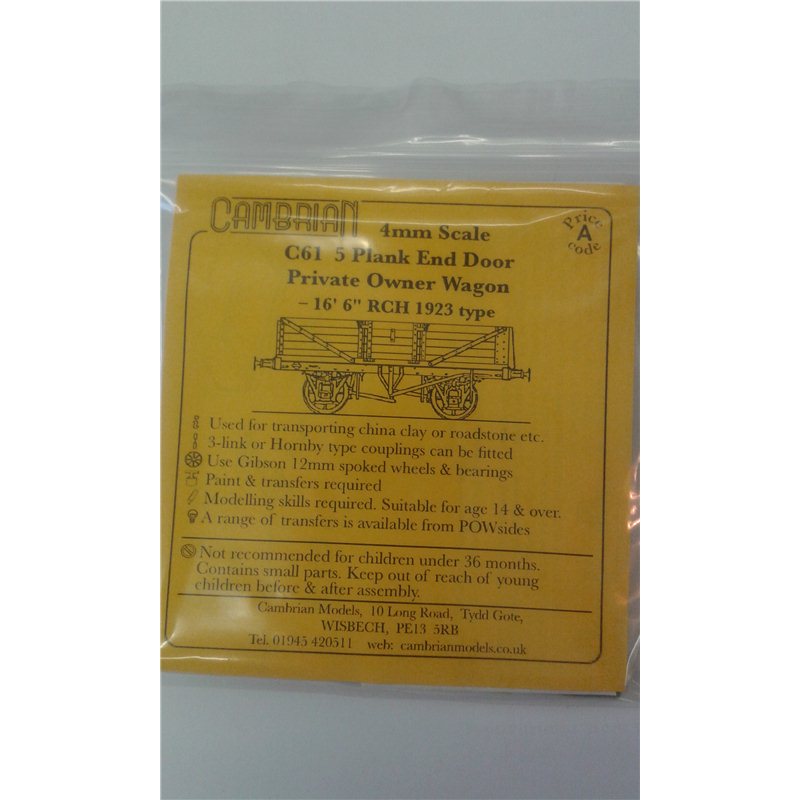 CAMBRIAN
4mm Scale
Price
A
code
C61 5 Plank End Door
Private Owner Wagon
– 16' 6" RCH 1923 type
Used for transporting china clay or roadstone etc.
3-link or Hornby type couplings can be fitted
Use Gibson 12mm spoked wheels & bearings
Paint & transfers required
Modelling skills required. Suitable for age 14 & over.
A range of transfers is available from POWsides
Not recommended for children under 36 months.
Contains small parts. Keep out of reach of young
children before & after assembly.
Cambrian Models, 10 Long Road, Tydd Gote,
WISBECH, PE13 5RB
Tel. 01945 420511 web: cambrianmodels.co.uk